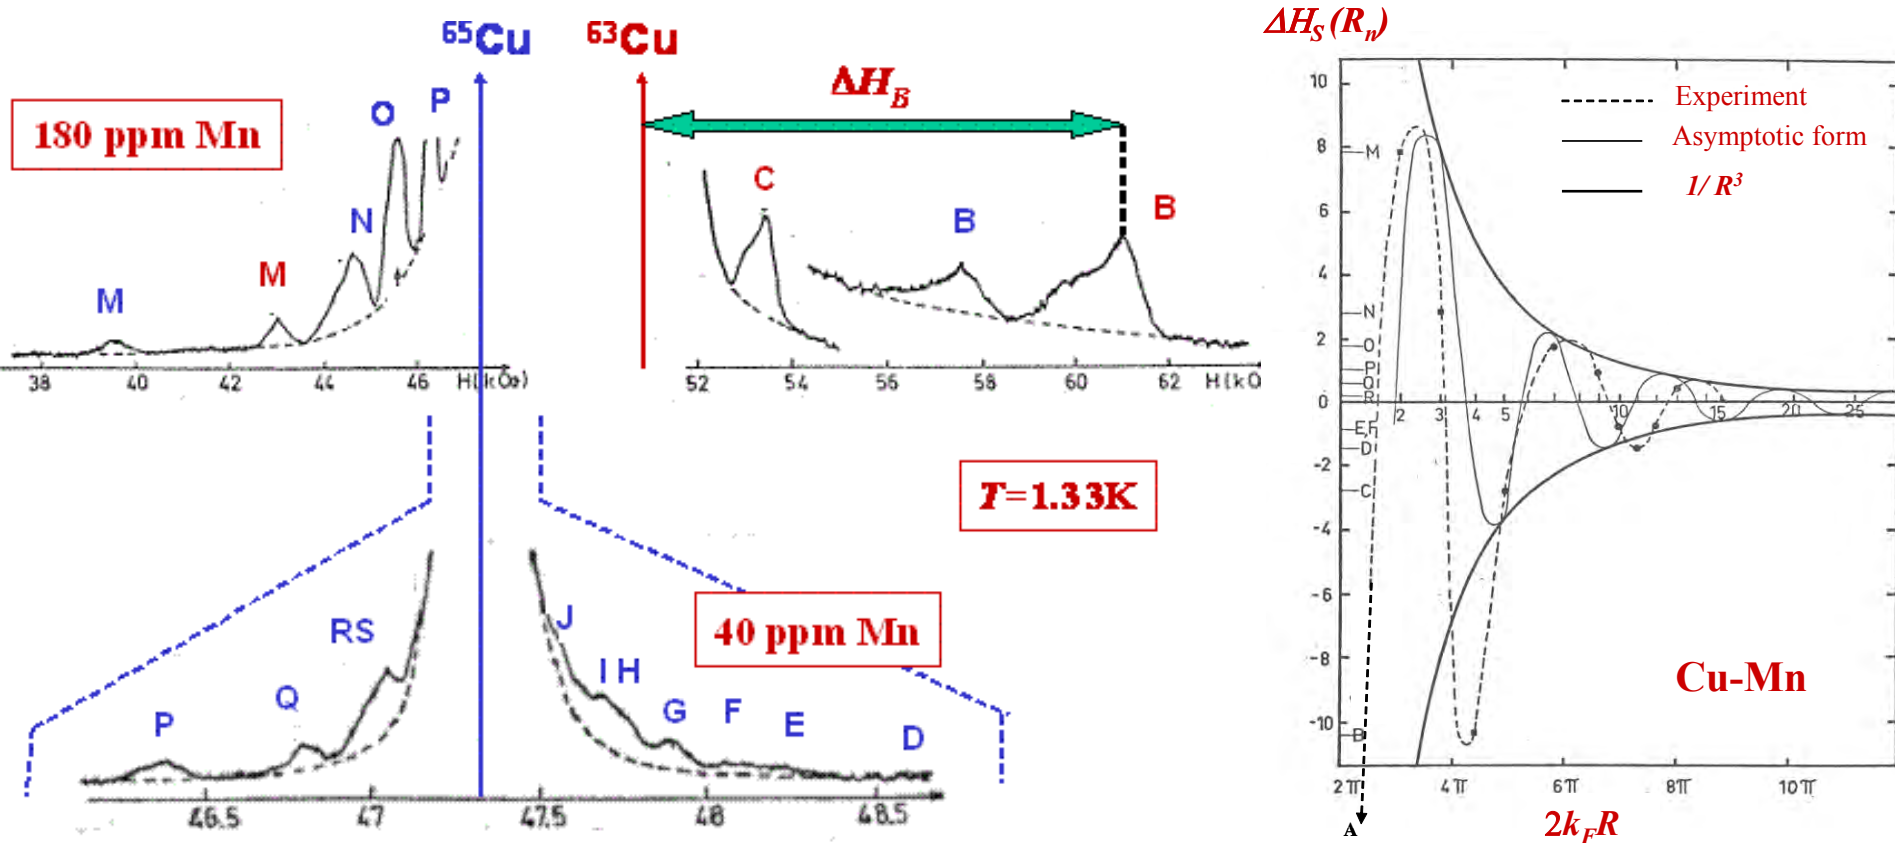 65Cu
63Cu
ΔH_B
180 ppm Mn
O
P
N
M
M
C
B
B
38 40 42 44 46 H(kOe)
52 54 56 58 60 62 H(kO
T=1.33K
40 ppm Mn
RS
Q
P
J
I H
G
F
E
D
46.5 47 47.5 48 48.5
ΔH_S(R_n)
Experiment
Asymptotic form
1/R³
10
8
M
6
4
N
2
O
P
Q
R
0
2 3 4 5 10 15 20 25
E,F
D
-2
C
-4
-6
-8
-10
B
Cu-Mn
2π 4π 6π 8π 10π
A
2k_FR